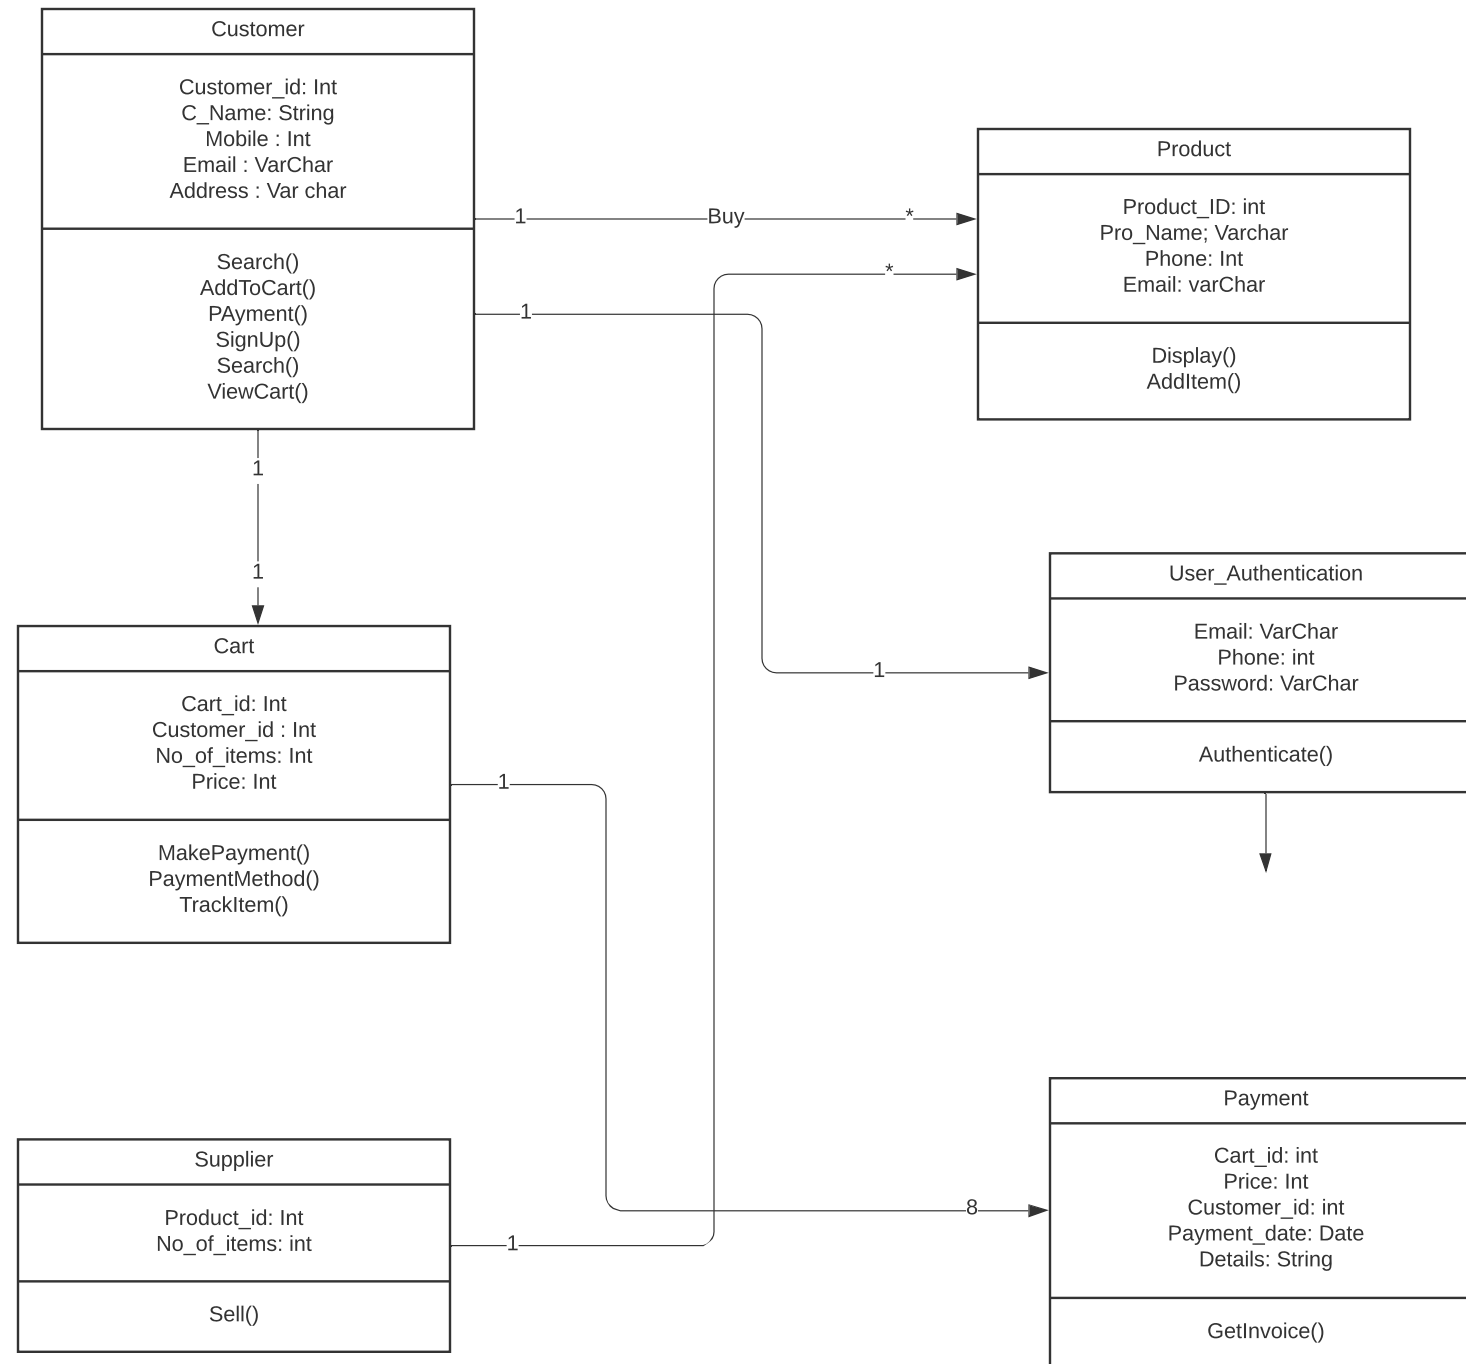 Customer
Customer_id: Int
C_Name: String
Mobile : Int
Email : VarChar
Address : Var char
Search()
AddToCart()
PAyment()
SignUp()
Search()
ViewCart()
1
Buy
*
Product
Product_ID: int
Pro_Name; Varchar
Phone: Int
Email: varChar
Display()
AddItem()
*
1
1
1
1
User_Authentication
Email: VarChar
Phone: int
Password: VarChar
Authenticate()
Cart
Cart_id: Int
Customer_id : Int
No_of_items: Int
Price: Int
MakePayment()
PaymentMethod()
TrackItem()
1
8
Payment
Cart_id: int
Price: Int
Customer_id: int
Payment_date: Date
Details: String
GetInvoice()
Supplier
Product_id: Int
No_of_items: int
Sell()
1